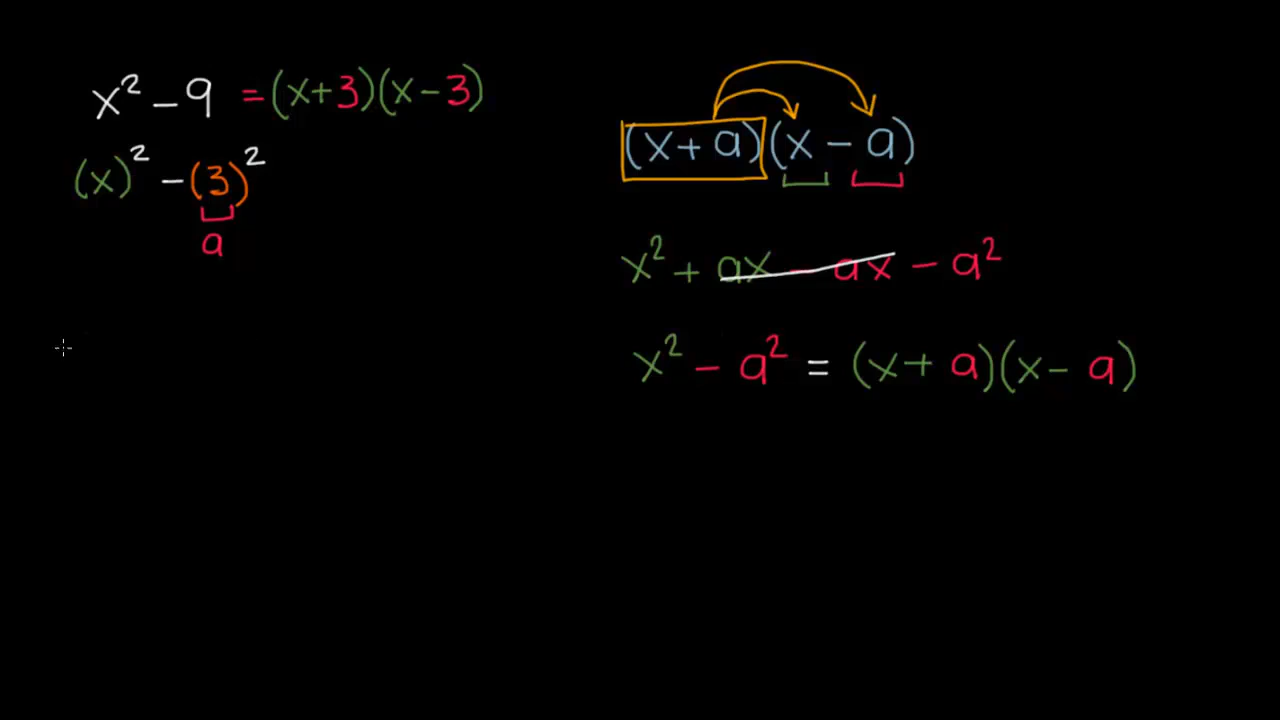 x² - 9 = (x+3)(x-3)
(x)² - (3)²
a
(x+a)(x-a)
x² + ax - ax - a²
x² - a² = (x+a)(x-a)